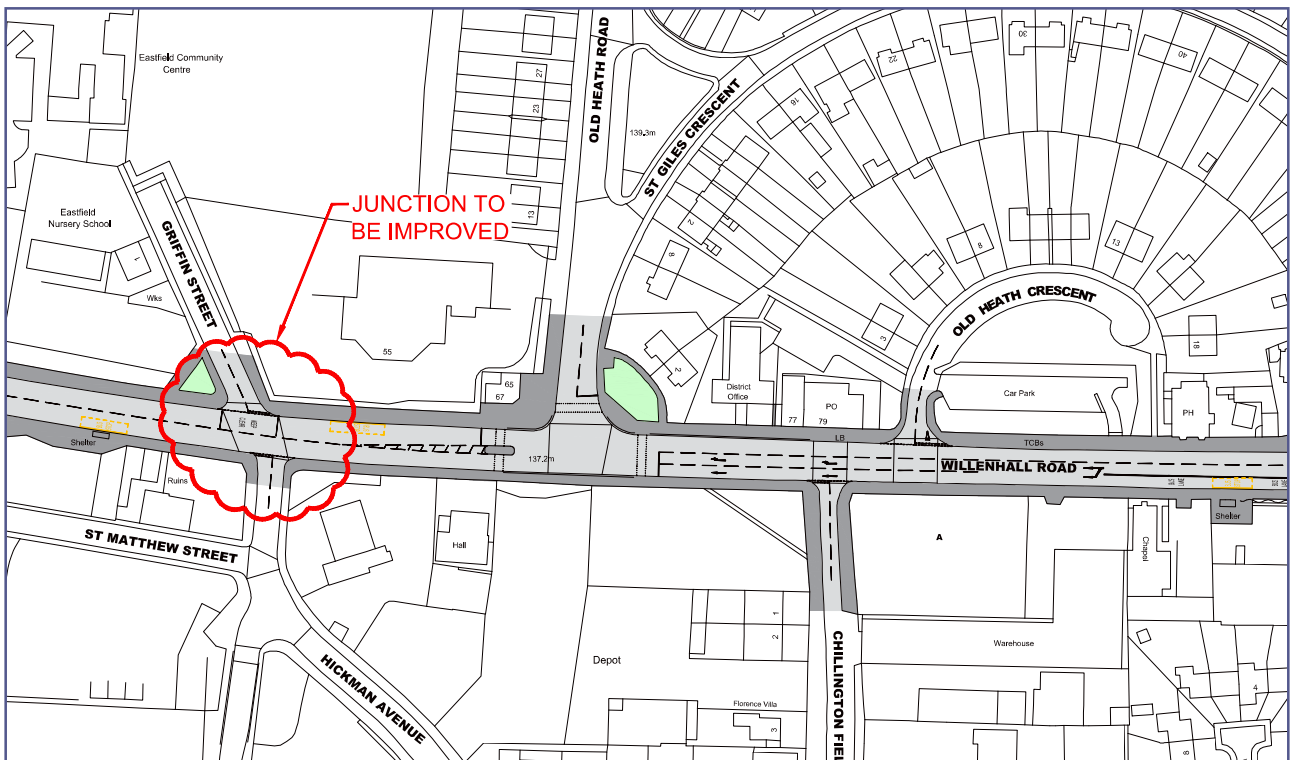 Eastfield Community
Centre
OLD HEATH ROAD
27
23
13
139.3m
ST GILES CRESCENT
16
22
30
40
JUNCTION TO
BE IMPROVED
Eastfield
Nursery School
1
Wks
GRIFFIN STREET
2
8
8
13
OLD HEATH CRESCENT
3
2
18
55
65
67
District
Office
PO
77
79
Car Park
PH
LB
TCBs
KEEP
CLEAR
Shelter
137.2m
WILLENHALL ROAD
Shelter
Ruins
ST MATTHEW STREET
Hall
A
Chapel
1
2
Warehouse
Depot
HICKMAN AVENUE
CHILLINGTON FIEL
Florence Villa
3
4
8